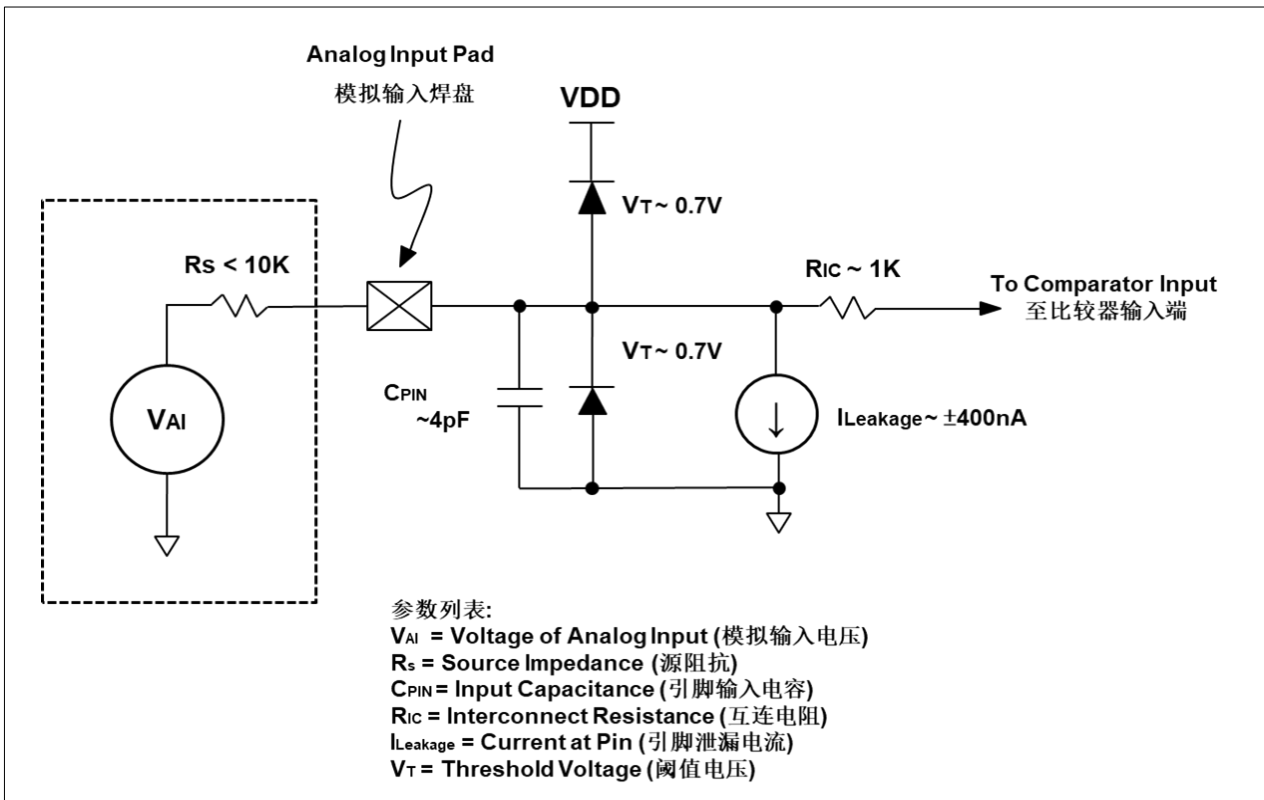 Analog Input Pad
模拟输入焊盘
VDD
VT ~ 0.7V
Rs < 10K
RIC ~ 1K
To Comparator Input
至比较器输入端
VT ~ 0.7V
CPIN
~4pF
VAI
ILeakage ~ ±400nA
参数列表:
VAI = Voltage of Analog Input (模拟输入电压)
Rs = Source Impedance (源阻抗)
CPIN = Input Capacitance (引脚输入电容)
RIC = Interconnect Resistance (互连电阻)
ILeakage = Current at Pin (引脚泄漏电流)
VT = Threshold Voltage (阈值电压)